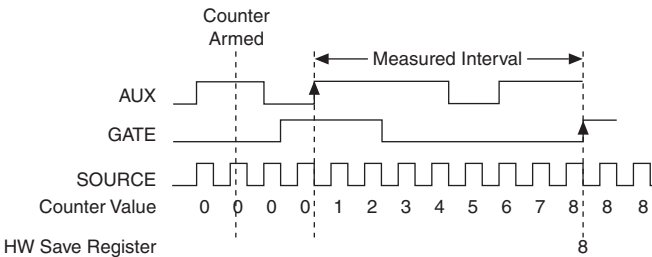 Counter
Armed
Measured Interval
AUX
GATE
SOURCE
Counter Value 0 0 0 0 1 2 3 4 5 6 7 8 8 8
HW Save Register 8